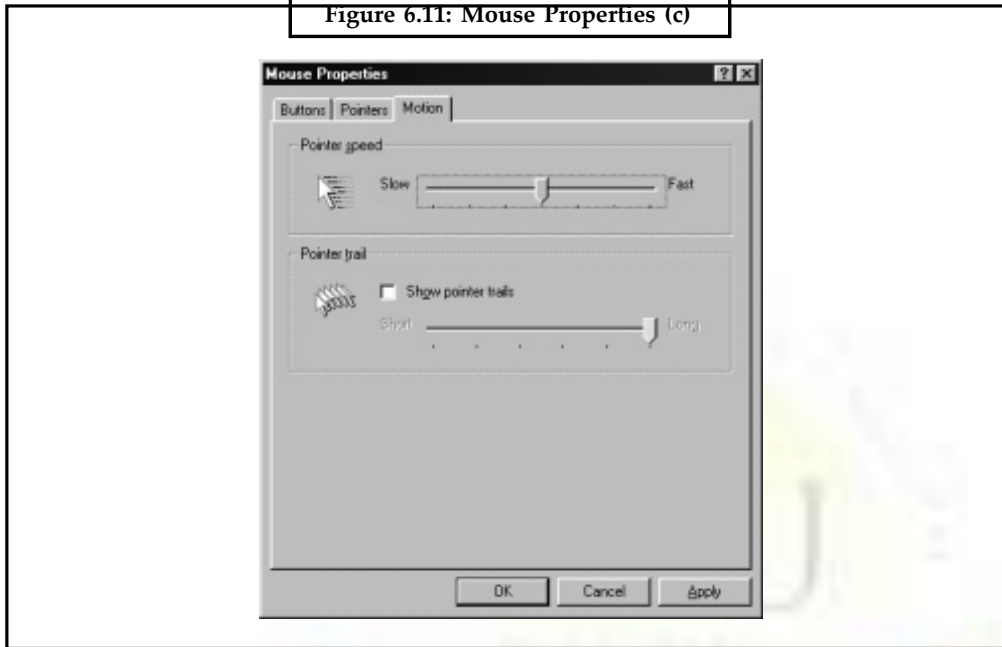 Figure 6.11: Mouse Properties (c)
Mouse Properties
Buttons Pointers Motion
Pointer speed
Slow Fast
Pointer trail
Show pointer trails
Short Long
OK Cancel Apply